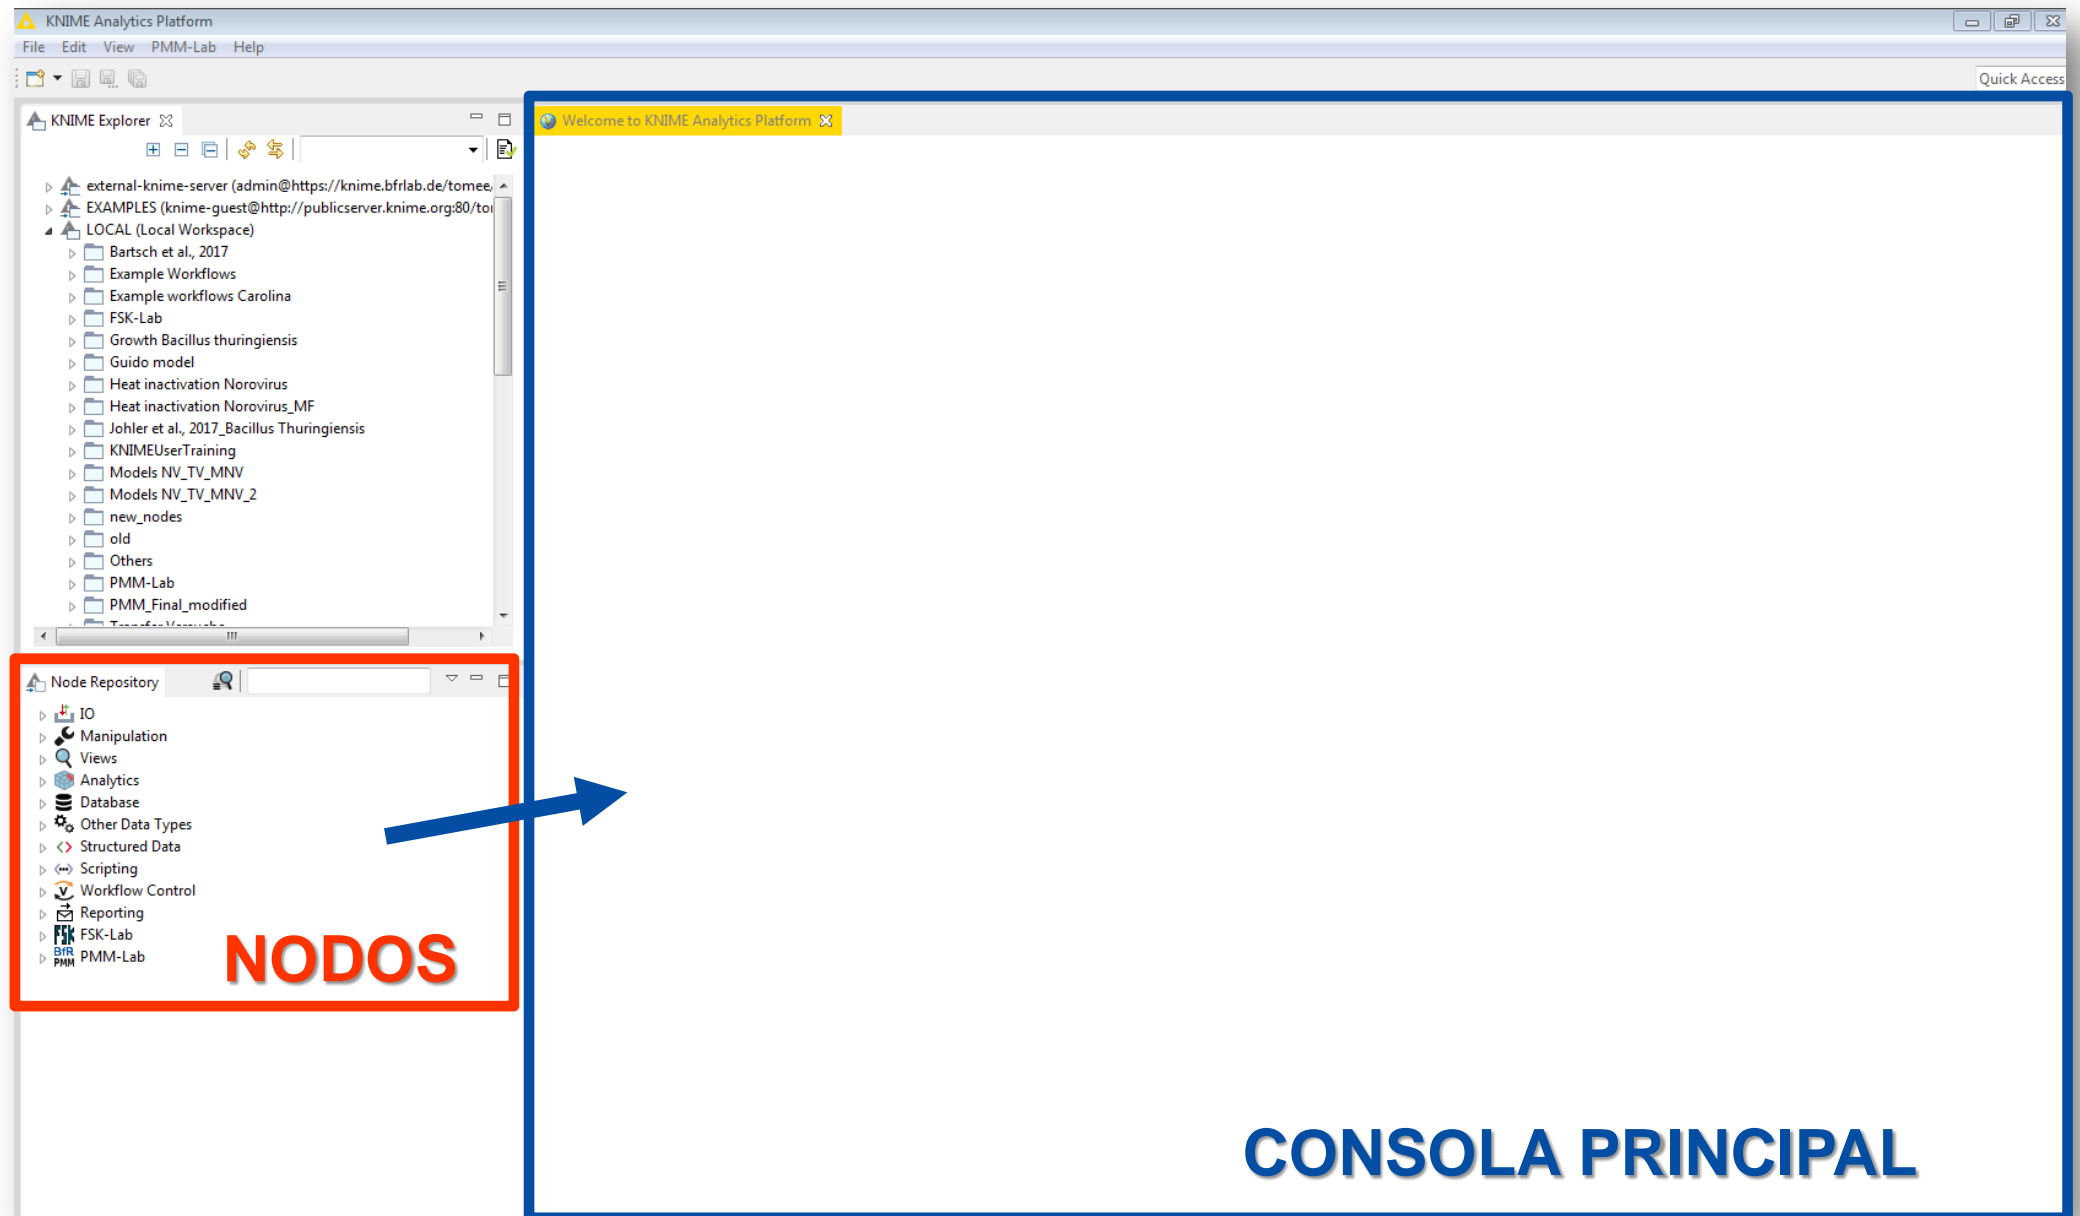 KNIME Analytics Platform
File Edit View PMM-Lab Help
Quick Access
KNIME Explorer
external-knime-server (admin@https://knime.bfrlab.de/tomee/
EXAMPLES (knime-guest@http://publicserver.knime.org:80/to
LOCAL (Local Workspace)
Bartsch et al., 2017
Example Workflows
Example workflows Carolina
FSK-Lab
Growth Bacillus thuringiensis
Guido model
Heat inactivation Norovirus
Heat inactivation Norovirus_MF
Johler et al., 2017_Bacillus Thuringiensis
KNIMEUserTraining
Models NV_TV_MNV
Models NV_TV_MNV_2
new_nodes
old
Others
PMM-Lab
PMM_Final_modified
Node Repository
IO
Manipulation
Views
Analytics
Database
Other Data Types
Structured Data
Scripting
Workflow Control
Reporting
FSK FSK-Lab
BfR PMM PMM-Lab
NODOS
Welcome to KNIME Analytics Platform
CONSOLA PRINCIPAL